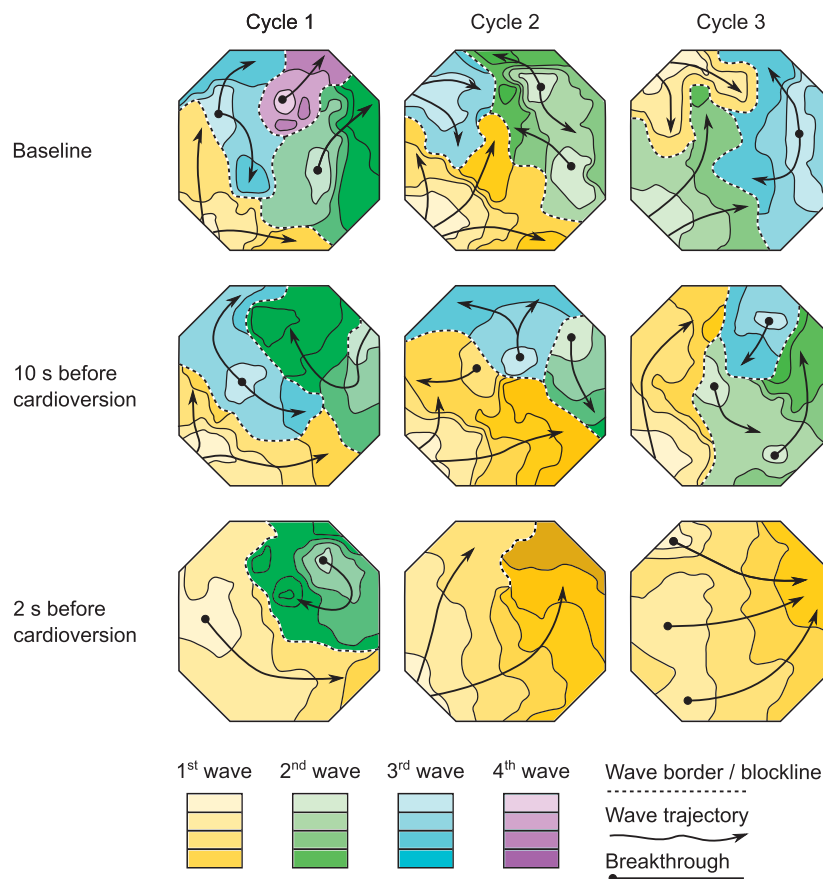 Cycle 1 Cycle 2 Cycle 3
Baseline
10 s before
cardioversion
2 s before
cardioversion
1st wave 2nd wave 3rd wave 4th wave
Wave border / blockline
Wave trajectory
Breakthrough